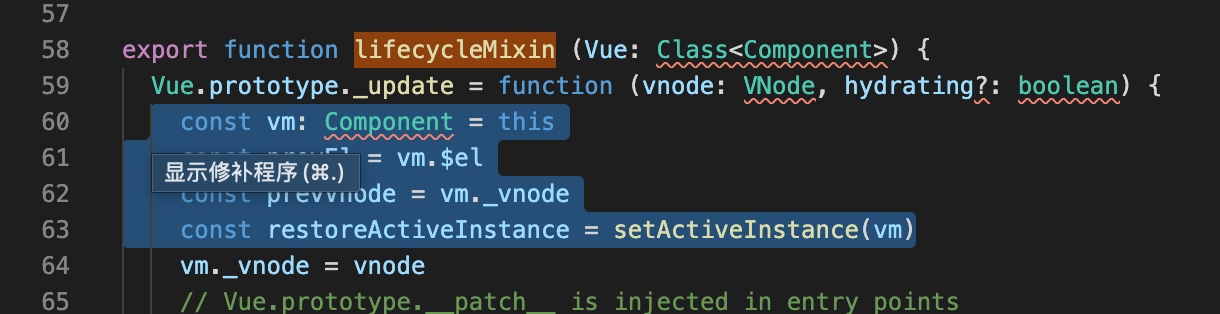 57
58 export function lifecycleMixin (Vue: Class<Component>) {
59 Vue.prototype._update = function (vnode: VNode, hydrating?: boolean) {
60 const vm: Component = this
61 const prevEl = vm.$el
显示修补程序 (⌘.)
62 const prevVnode = vm._vnode
63 const restoreActiveInstance = setActiveInstance(vm)
64 vm._vnode = vnode
65 // Vue.prototype.__patch__ is injected in entry points